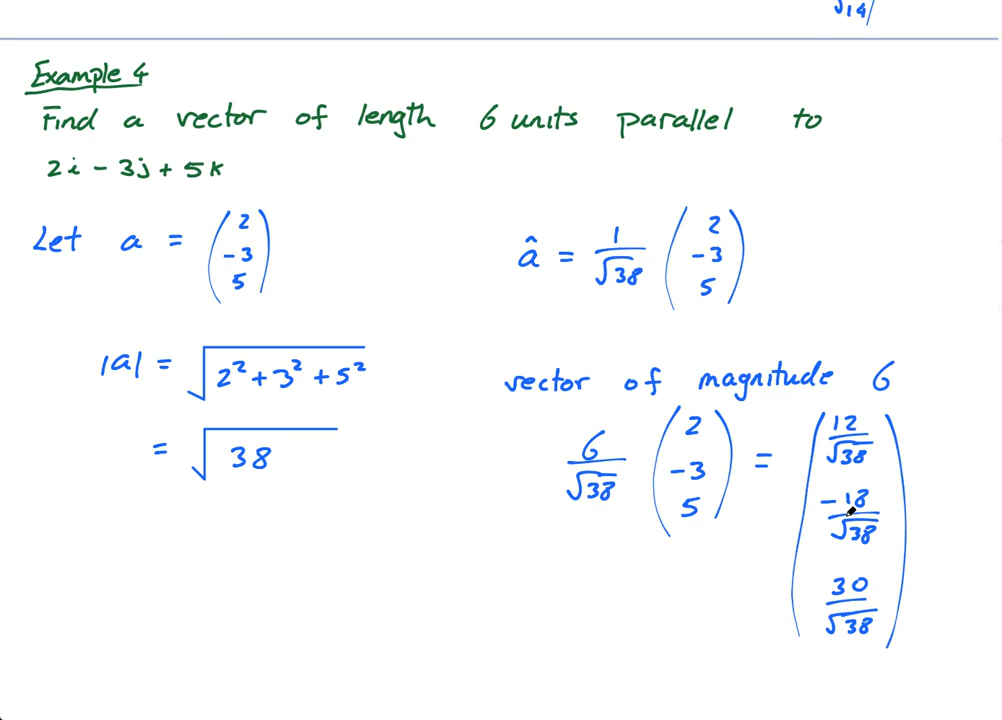 √14
Example 4
Find a vector of length 6 units parallel to
2i - 3j + 5k
Let a = (2 -3 5)
|a| = √2² + 3² + 5²
= √38
â = 1/√38 (2 -3 5)
vector of magnitude 6
6/√38 (2 -3 5) = (12/√38 -18/√38 30/√38)